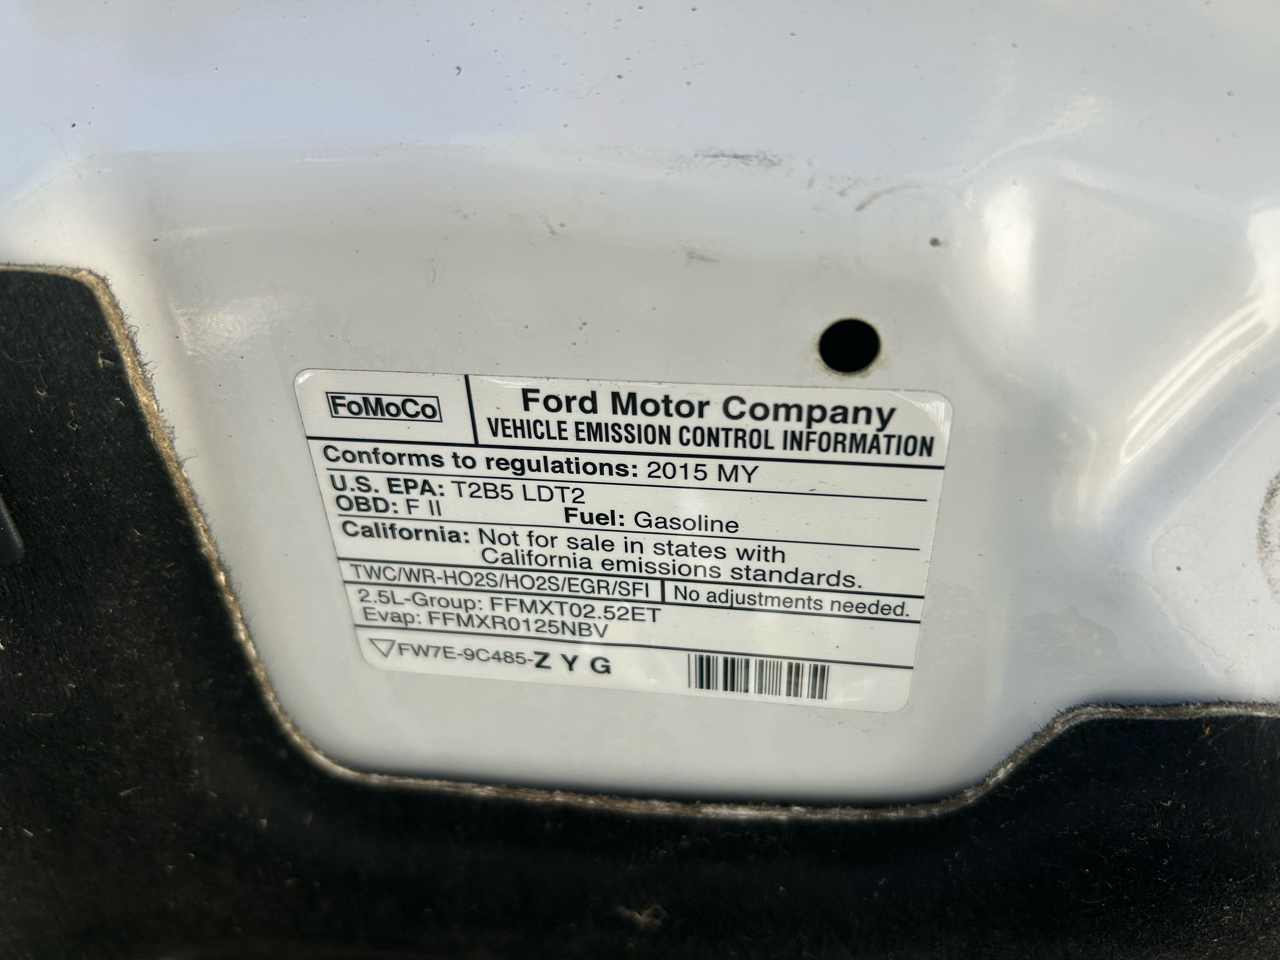 FoMoCo
Ford Motor Company
VEHICLE EMISSION CONTROL INFORMATION
Conforms to regulations: 2015 MY
U.S. EPA: T2B5 LDT2
OBD: F II Fuel: Gasoline
California: Not for sale in states with
California emissions standards.
TWC/WR-HO2S/HO2S/EGR/SFI No adjustments needed.
2.5L-Group: FFMXT02.52ET
Evap: FFMXR0125NBV
FW7E-9C485-Z Y G